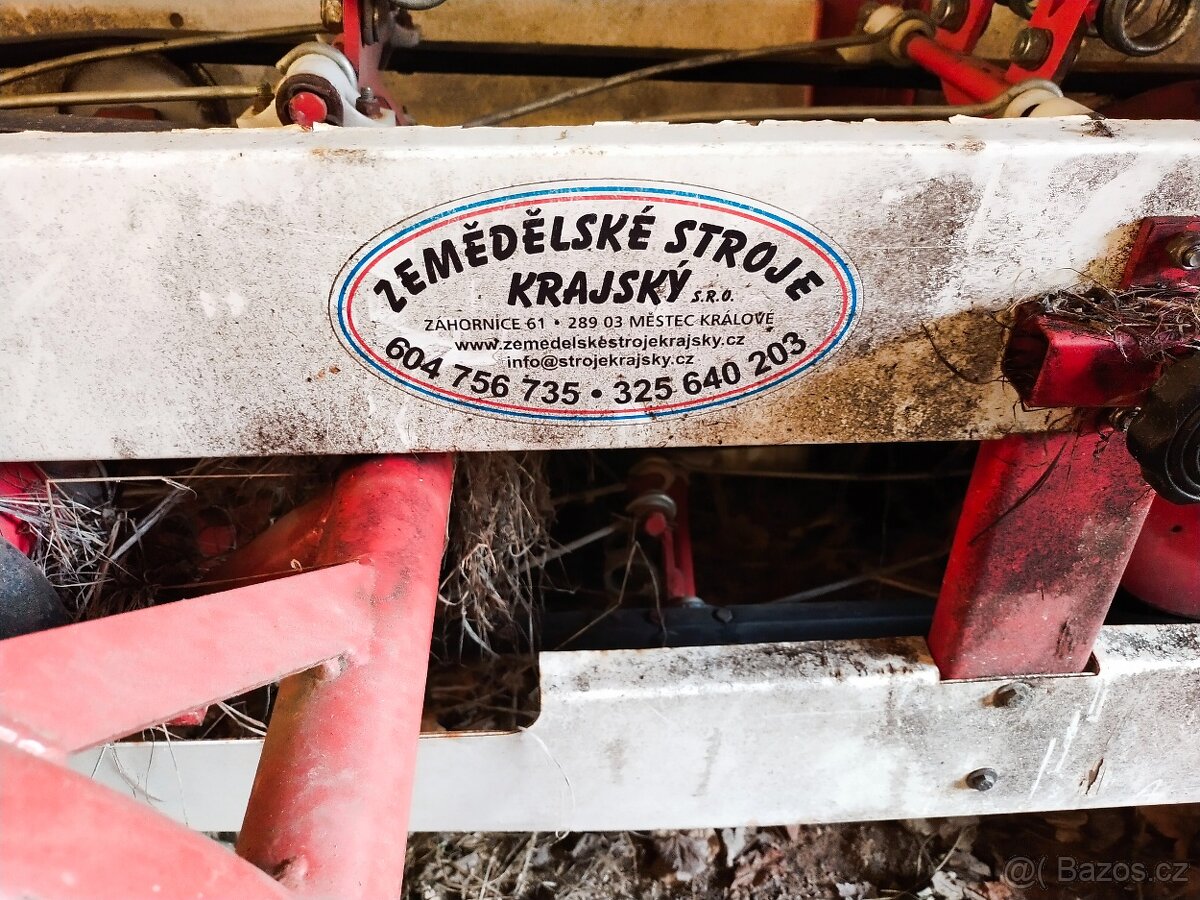 ZEMĚDĚLSKÉ STROJE
KRAJSKÝ S.R.O.
ZÁHORNICE 61 • 289 03 MĚSTEC KRÁLOVÉ
www.zemedelskestrojekrajsky.cz
info@strojekrajsky.cz
604 756 735 • 325 640 203
@( Bazos.cz